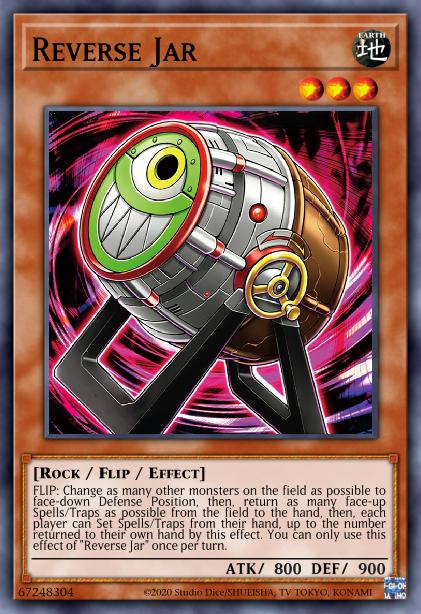 REVERSE JAR
EARTH
地
[ROCK / FLIP / EFFECT]
FLIP: Change as many other monsters on the field as possible to
face-down Defense Position, then, return as many face-up
Spells/Traps as possible from the field to the hand, then, each
player can Set Spells/Traps from their hand, up to the number
returned to their own hand by this effect. You can only use this
effect of "Reverse Jar" once per turn.
ATK/ 800 DEF/ 900
67248304
©2020 Studio Dice/SHUEISHA, TV TOKYO, KONAMI